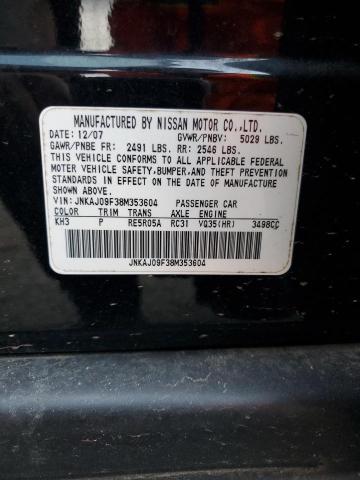 MANUFACTURED BY NISSAN MOTOR CO.,LTD.
DATE: 12/07 GVWR/PNBV: 5029 LBS.
GAWR/PNBE FR: 2491 LBS. RR: 2546 LBS.
THIS VEHICLE CONFORMS TO ALL APPLICABLE FEDERAL
MOTOR VEHICLE SAFETY,BUMPER,AND THEFT PREVENTION
STANDARDS IN EFFECT ON THE DATE OF MANUFACTURE
SHOWN ABOVE.
VIN: JNKAJ09F38M353604 PASSENGER CAR
COLOR TRIM TRANS AXLE ENGINE
KH3 P RE5R05A RC31 VQ35(HR) 3498CC
JNKAJ09F38M353604